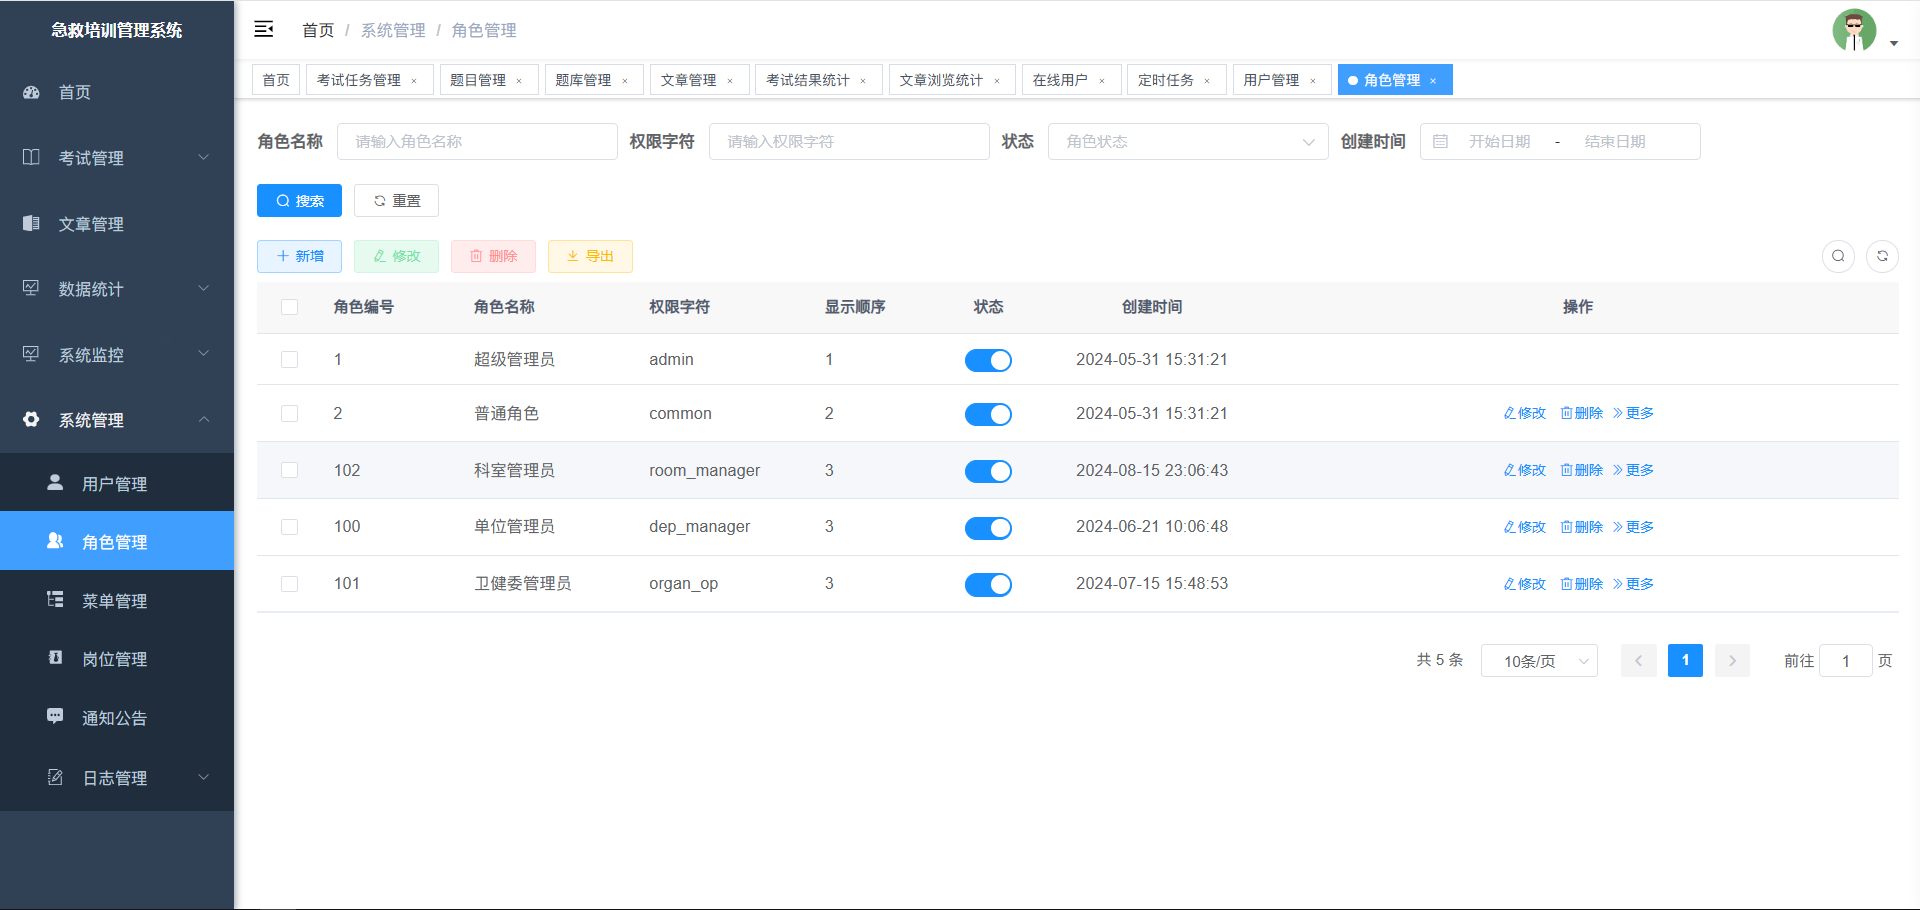 急救培训管理系统
首页
考试管理
文章管理
数据统计
系统监控
系统管理
用户管理
角色管理
菜单管理
岗位管理
通知公告
日志管理
首页 / 系统管理 / 角色管理
首页 考试任务管理 × 题目管理 × 题库管理 × 文章管理 × 考试结果统计 × 文章浏览统计 × 在线用户 × 定时任务 × 用户管理 × 角色管理 ×
角色名称 请输入角色名称 权限字符 请输入权限字符 状态 角色状态 创建时间 开始日期 - 结束日期
搜索 重置
新增 修改 删除 导出
角色编号 角色名称 权限字符 显示顺序 状态 创建时间 操作
1 超级管理员 admin 1 2024-05-31 15:31:21
2 普通角色 common 2 2024-05-31 15:31:21 修改 删除 更多
102 科室管理员 room_manager 3 2024-08-15 23:06:43 修改 删除 更多
100 单位管理员 dep_manager 3 2024-06-21 10:06:48 修改 删除 更多
101 卫健委管理员 organ_op 3 2024-07-15 15:48:53 修改 删除 更多
共 5 条 10条/页 1 前往 1 页